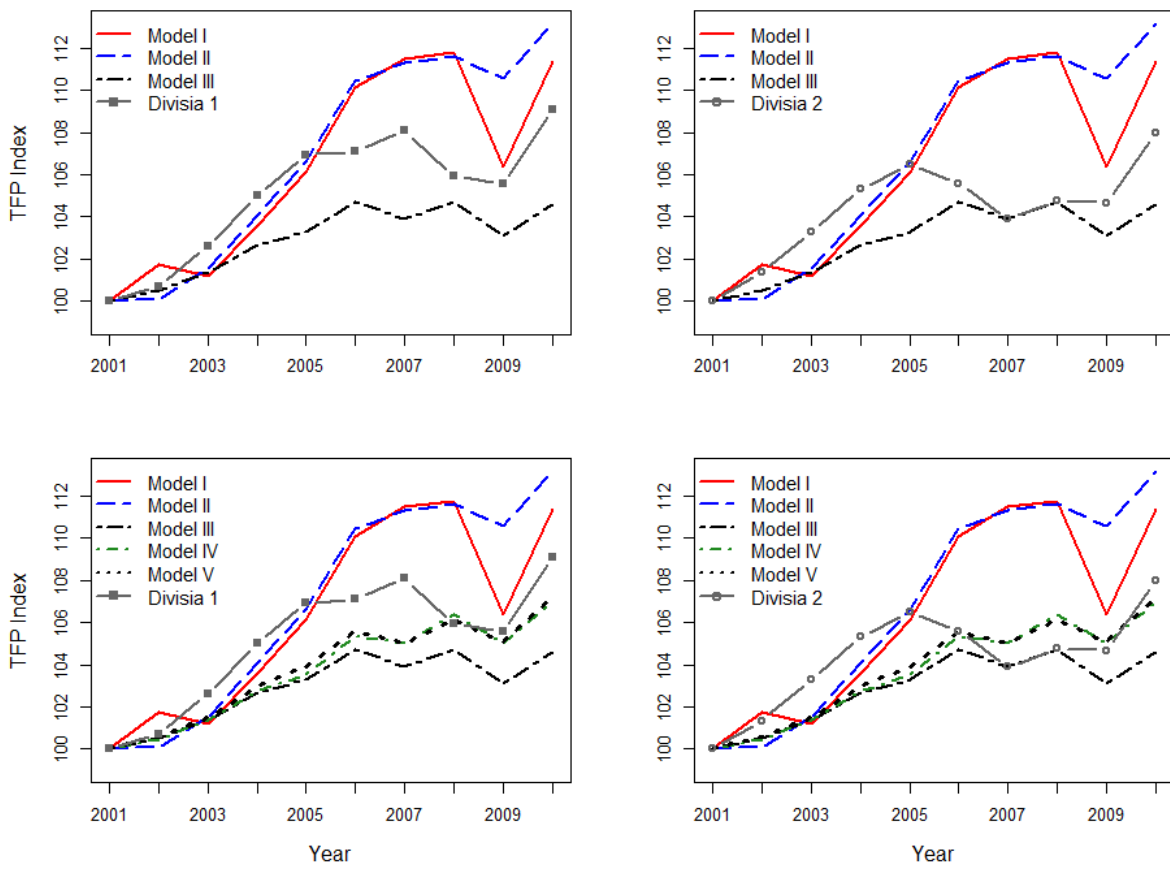 Model I
Model II
Model III
Divisia 1
TFP Index
100 102 104 106 108 110 112
2001 2003 2005 2007 2009
Model I
Model II
Model III
Divisia 2
100 102 104 106 108 110 112
2001 2003 2005 2007 2009
Model I
Model II
Model III
Model IV
Model V
Divisia 1
TFP Index
100 102 104 106 108 110 112
2001 2003 2005 2007 2009
Year
Model I
Model II
Model III
Model IV
Model V
Divisia 2
100 102 104 106 108 110 112
2001 2003 2005 2007 2009
Year